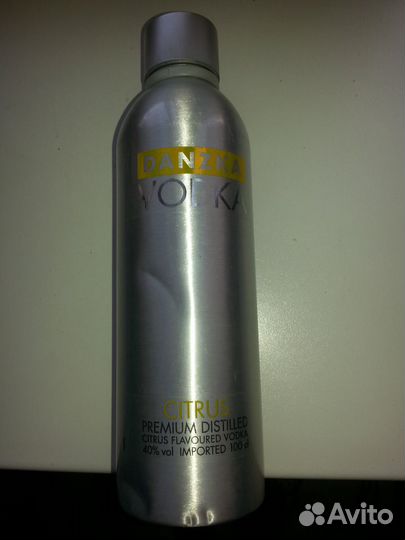 DANZKA
VODKA
CITRUS
PREMIUM DISTILLED
CITRUS FLAVOURED VODKA
40% vol IMPORTED 100 cl
Avito